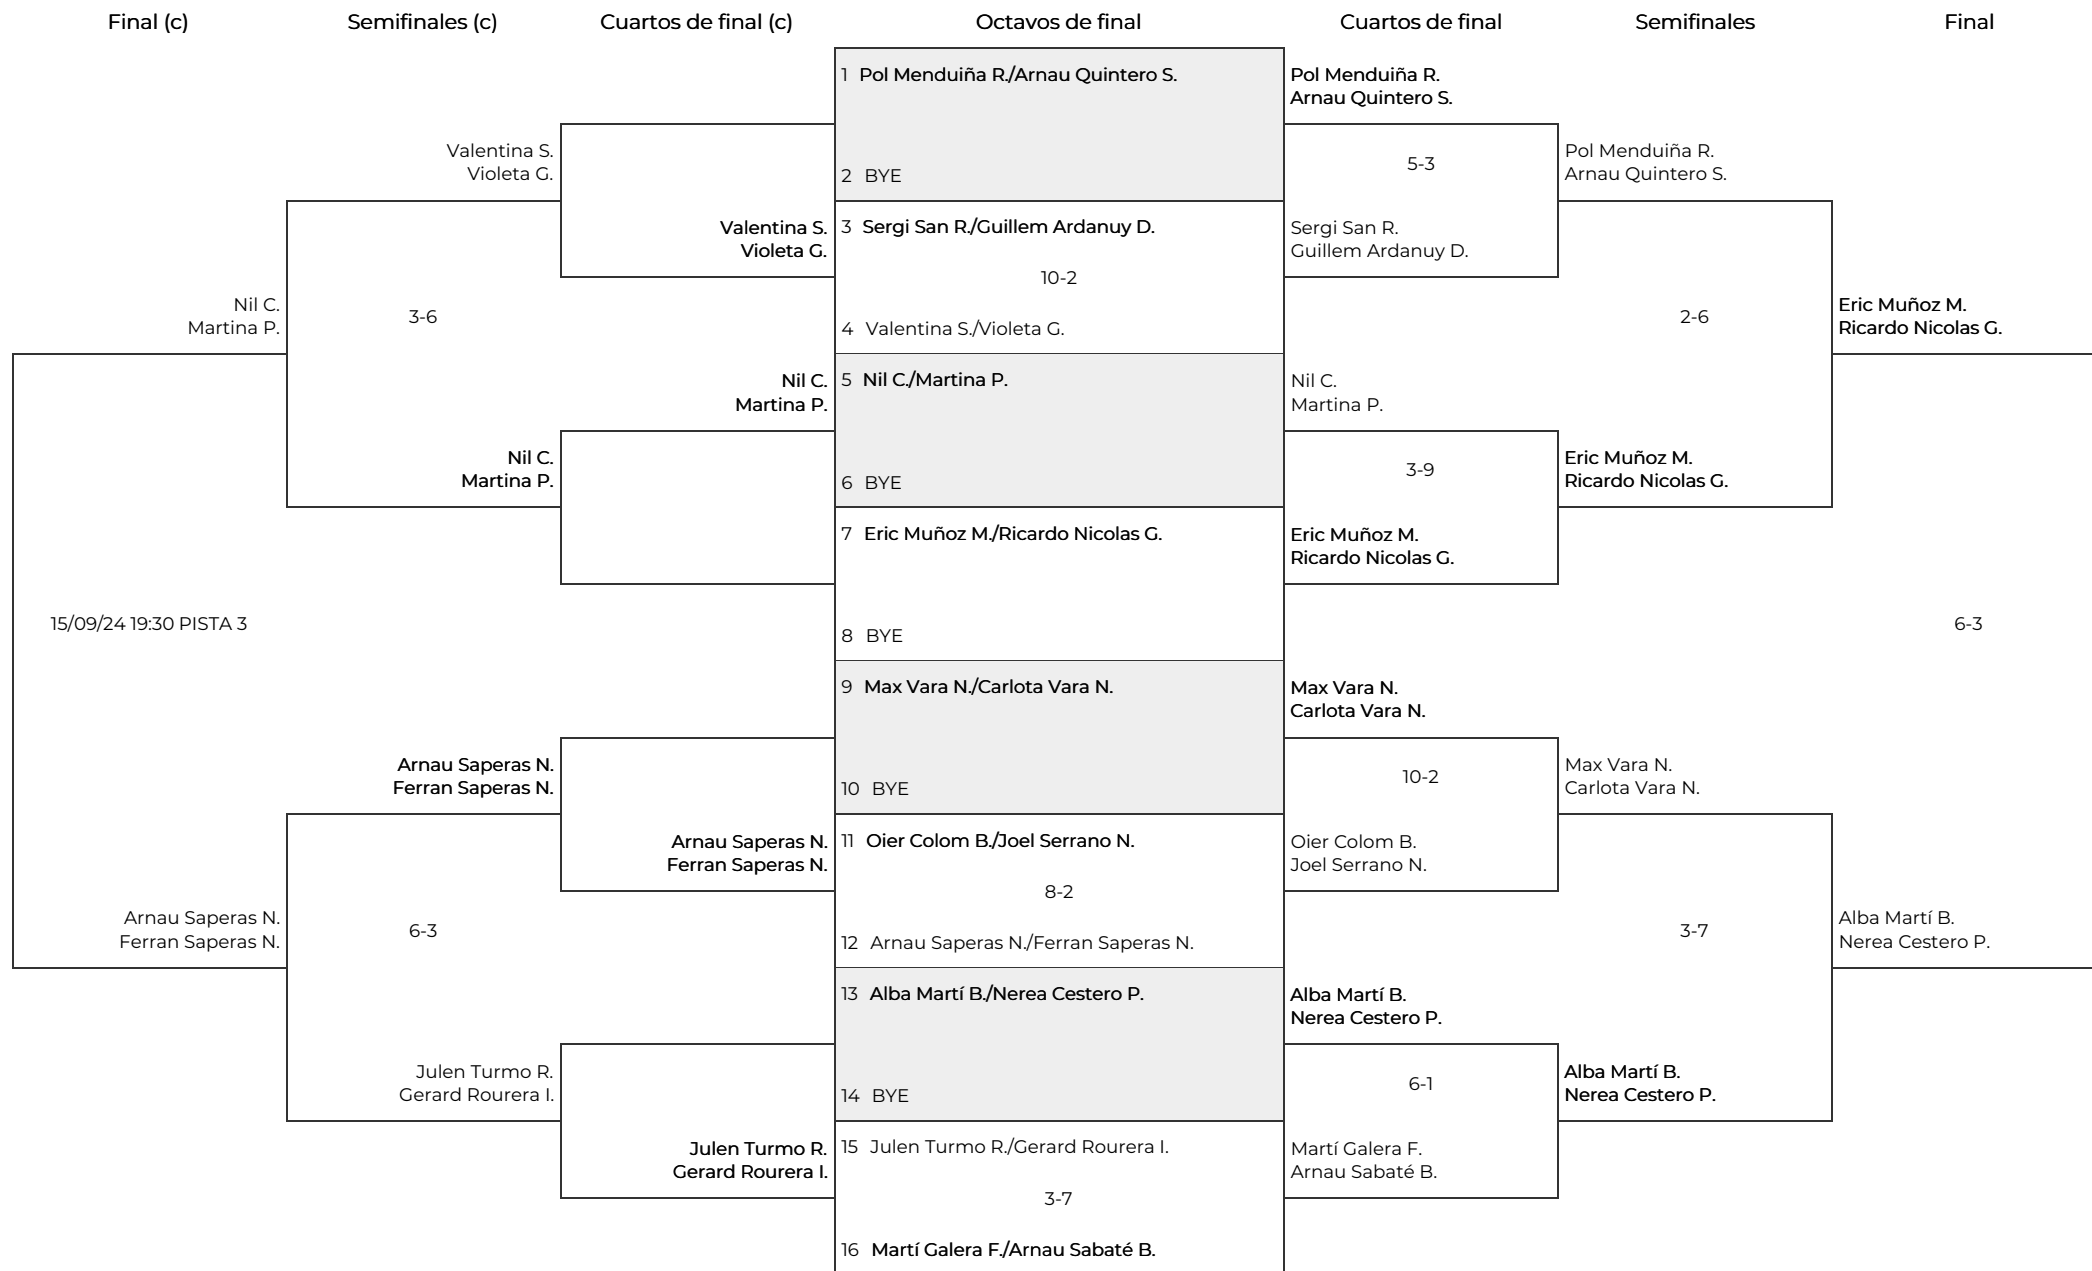 Final (c)
Semifinales (c)
Cuartos de final (c)
Octavos de final
Cuartos de final
Semifinales
Final
Nil C.
Martina P.
15/09/24 19:30 PISTA 3
Arnau Saperas N.
Ferran Saperas N.
Valentina S.
Violeta G.
3-6
Nil C.
Martina P.
Arnau Saperas N.
Ferran Saperas N.
6-3
Julen Turmo R.
Gerard Rourera I.
Valentina S.
Violeta G.
Nil C.
Martina P.
Arnau Saperas N.
Ferran Saperas N.
Julen Turmo R.
Gerard Rourera I.
1 Pol Menduiña R./Arnau Quintero S.
2 BYE
3 Sergi San R./Guillem Ardanuy D.
10-2
4 Valentina S./Violeta G.
5 Nil C./Martina P.
6 BYE
7 Eric Muñoz M./Ricardo Nicolas G.
8 BYE
9 Max Vara N./Carlota Vara N.
10 BYE
11 Oier Colom B./Joel Serrano N.
8-2
12 Arnau Saperas N./Ferran Saperas N.
13 Alba Martí B./Nerea Cestero P.
14 BYE
15 Julen Turmo R./Gerard Rourera I.
3-7
16 Martí Galera F./Arnau Sabaté B.
Pol Menduiña R.
Arnau Quintero S.
5-3
Sergi San R.
Guillem Ardanuy D.
Nil C.
Martina P.
3-9
Eric Muñoz M.
Ricardo Nicolas G.
Max Vara N.
Carlota Vara N.
10-2
Oier Colom B.
Joel Serrano N.
Alba Martí B.
Nerea Cestero P.
6-1
Martí Galera F.
Arnau Sabaté B.
Pol Menduiña R.
Arnau Quintero S.
2-6
Eric Muñoz M.
Ricardo Nicolas G.
Max Vara N.
Carlota Vara N.
3-7
Alba Martí B.
Nerea Cestero P.
Eric Muñoz M.
Ricardo Nicolas G.
6-3
Alba Martí B.
Nerea Cestero P.